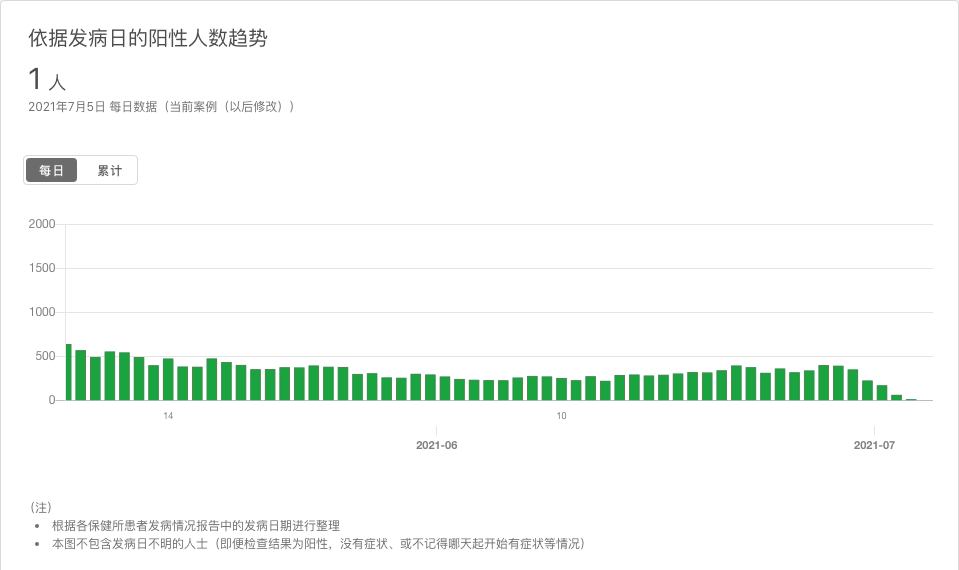 依据发病日的阳性人数趋势
1 人
2021年7月5日 每日数据（当前案例（以后修改））
每日 累计
2000
1500
1000
500
0
14 10
2021-06 2021-07
（注）
• 根据各保健所患者发病情况报告中的发病日期进行整理
• 本图不包含发病日不明的人士（即便检查结果为阳性，没有症状、或不记得哪天起开始有症状等情况）